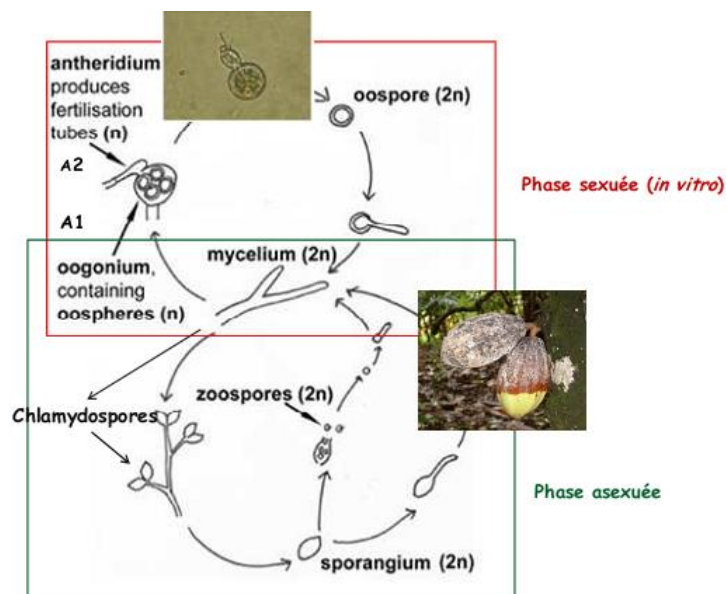 antheridium
produces
fertilisation
tubes (n)
oospore (2n)
A2
Phase sexuée (in vitro)
A1
mycelium (2n)
oogonium,
containing
oospheres (n)
zoospores (2n)
Chlamydospores
Phase asexuée
sporangium (2n)